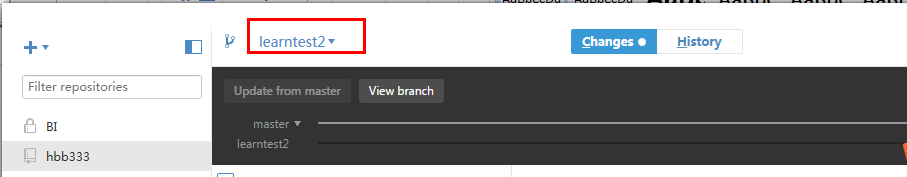 learntest2
Changes
History
Filter repositories
Update from master
View branch
master
BI
learntest2
hbb333